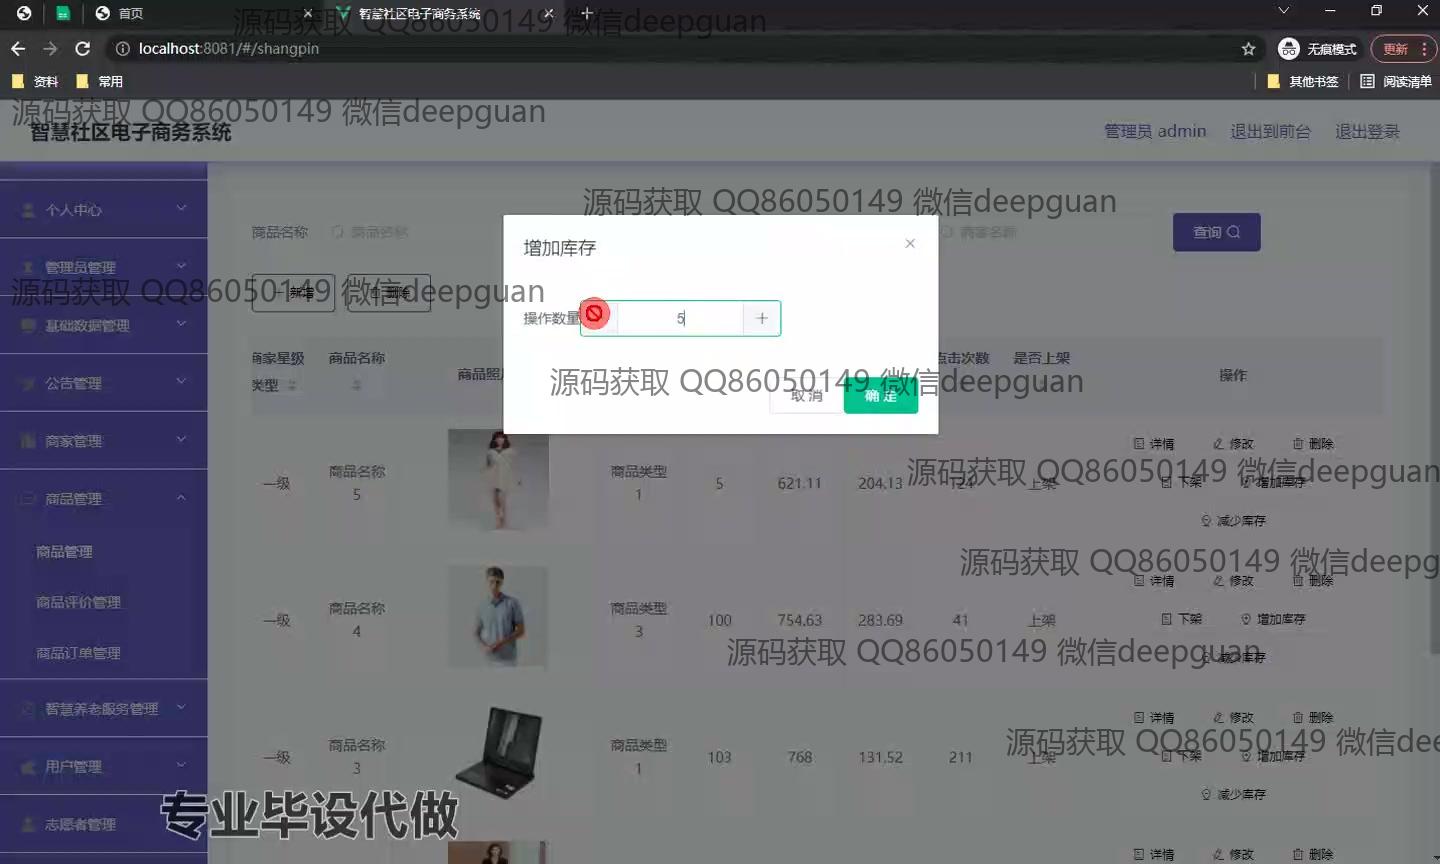 首页
智慧社区电子商务系统
localhost:8081/#/shangpin
无痕模式
更新
资料
常用
其他书签
阅读清单
源码获取 QQ86050149 微信deepguan
源码获取 QQ86050149 微信deepguan
智慧社区电子商务系统
管理员 admin
退出到前台
退出登录
源码获取 QQ86050149 微信deepguan
个人中心
商品名称
商品名称
商家名称
查询
增加库存
管理员管理
新增
删除
源码获取 QQ86050149 微信deepguan
基础数据管理
操作数量
5
公告管理
商家星级类型
商品名称
商品照片
点击次数
是否上架
操作
源码获取 QQ86050149 微信deepguan
取消
确定
商家管理
一级
商品名称5
商品类型1
5
621.11
204.13
124
上架
详情
修改
删除
下架
增加库存
减少库存
源码获取 QQ86050149 微信deepguan
商品管理
商品管理
商品评价管理
商品订单管理
源码获取 QQ86050149 微信deepg
一级
商品名称4
商品类型3
100
754.63
283.69
41
上架
详情
修改
删除
下架
增加库存
减少库存
源码获取 QQ86050149 微信deepguan
智慧养老服务管理
用户管理
志愿者管理
一级
商品名称3
商品类型1
103
768
131.52
211
上架
详情
修改
删除
下架
增加库存
减少库存
源码获取 QQ86050149 微信dee
专业毕设代做
详情
修改
删除